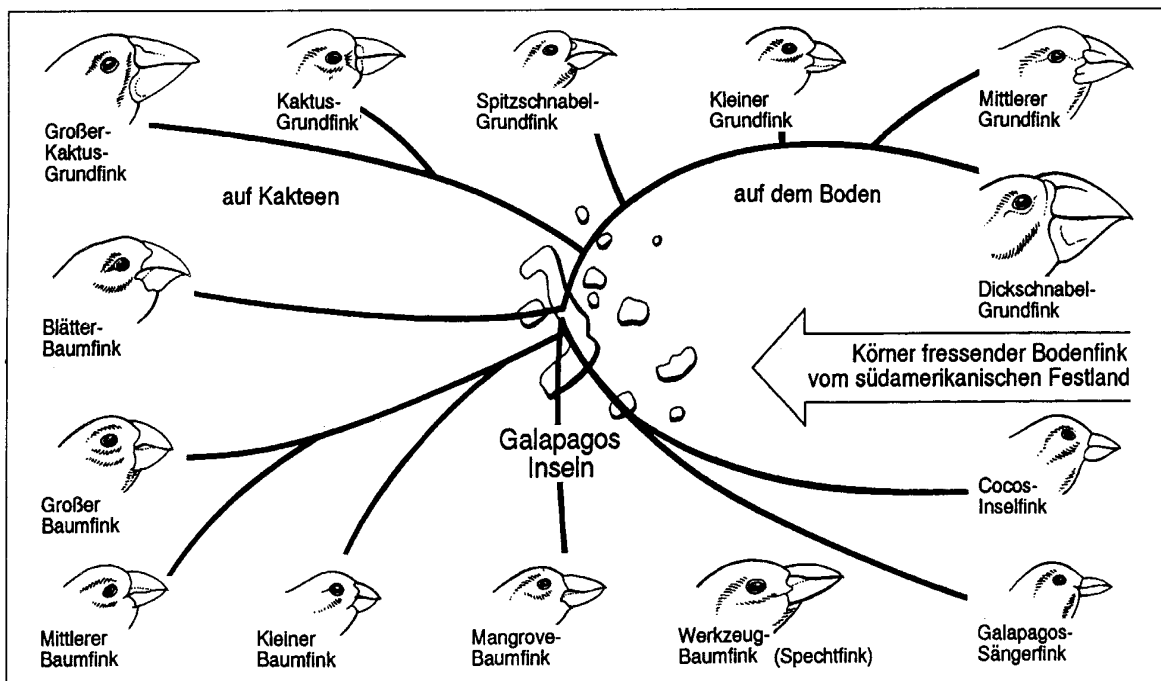 Großer-
Kaktus-
Grundfink
Kaktus-
Grundfink
Spitzschnabel-
Grundfink
Kleiner
Grundfink
Mittlerer
Grundfink
auf Kakteen
auf dem Boden
Dickschnabel-
Grundfink
Blätter-
Baumfink
Körner fressender Bodenfink
vom südamerikanischen Festland
Galapagos
Inseln
Großer
Baumfink
Cocos-
Inselfink
Mittlerer
Baumfink
Kleiner
Baumfink
Mangrove-
Baumfink
Werkzeug-
Baumfink (Spechtfink)
Galapagos-
Sängerfink